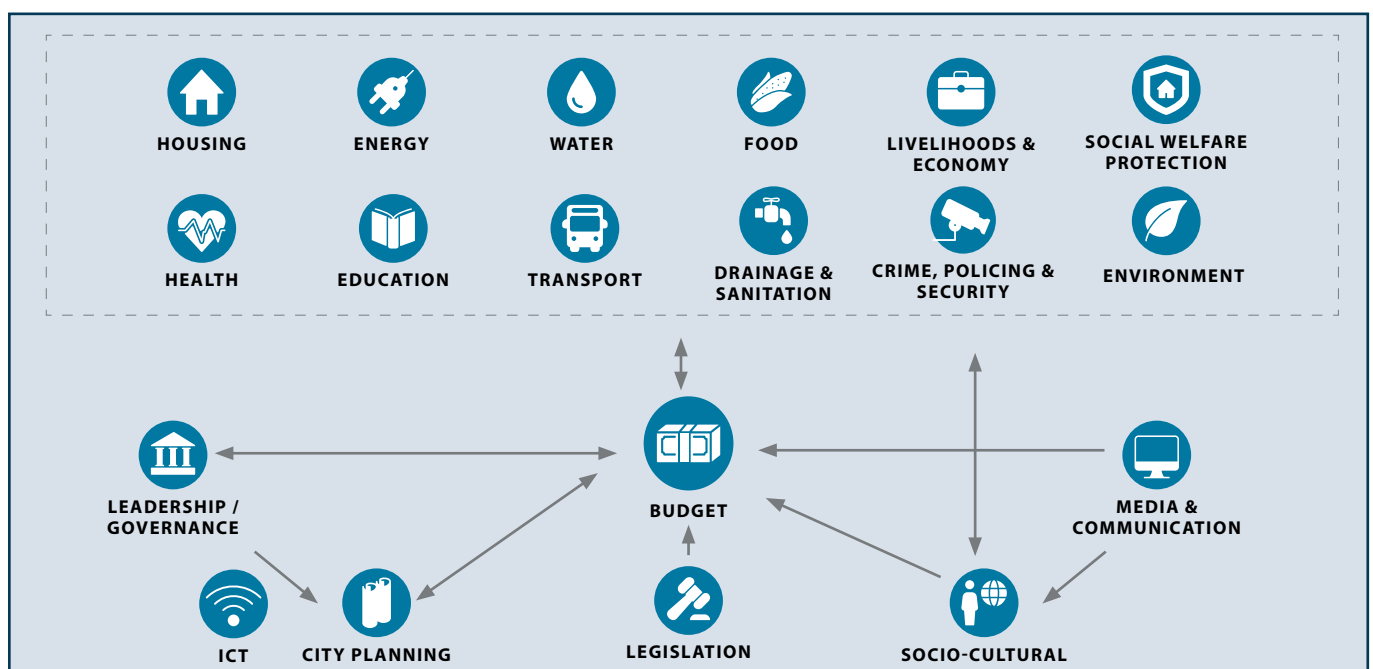 HOUSING
ENERGY
WATER
FOOD
LIVELIHOODS &
ECONOMY
SOCIAL WELFARE
PROTECTION
HEALTH
EDUCATION
TRANSPORT
DRAINAGE &
SANITATION
CRIME, POLICING &
SECURITY
ENVIRONMENT
LEADERSHIP /
GOVERNANCE
BUDGET
MEDIA &
COMMUNICATION
ICT
CITY PLANNING
LEGISLATION
SOCIO-CULTURAL